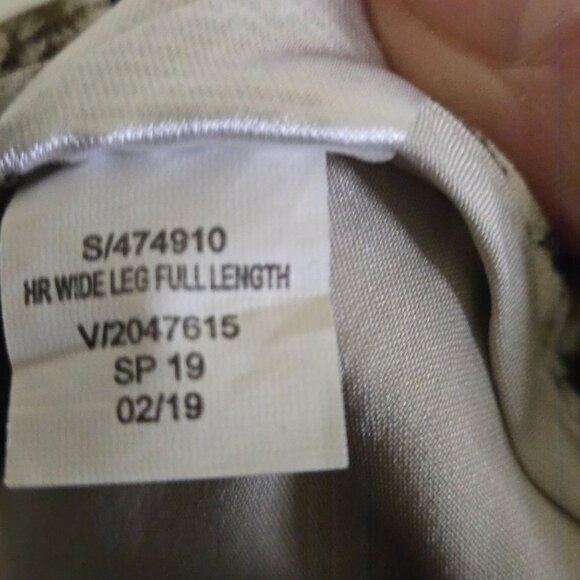 S/474910
HR WIDE LEG FULL LENGTH
V/2047615
SP 19
02/19